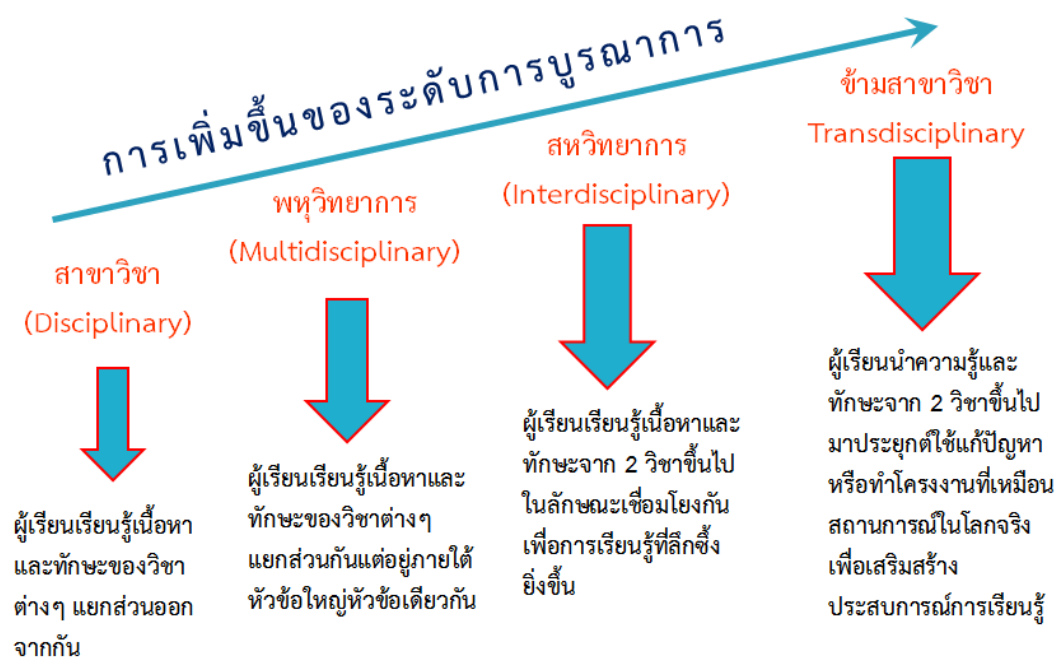 การเพิ่มขึ้นของระดับการบูรณาการ
สาขาวิชา
(Disciplinary)
ผู้เรียนเรียนรู้เนื้อหา
และทักษะของวิชา
ต่างๆ แยกส่วนออก
จากกัน
พหุวิทยาการ
(Multidisciplinary)
ผู้เรียนเรียนรู้เนื้อหาและ
ทักษะของวิชาต่างๆ
แยกส่วนกันแต่อยู่ภายใต้
หัวข้อใหญ่หัวข้อเดียวกัน
สหวิทยาการ
(Interdisciplinary)
ผู้เรียนเรียนรู้เนื้อหาและ
ทักษะจาก 2 วิชาขึ้นไป
ในลักษณะเชื่อมโยงกัน
เพื่อการเรียนรู้ที่ลึกซึ้ง
ยิ่งขึ้น
ข้ามสาขาวิชา
Transdisciplinary
ผู้เรียนนำความรู้และ
ทักษะจาก 2 วิชาขึ้นไป
มาประยุกต์ใช้แก้ปัญหา
หรือทำโครงงานที่เหมือน
สถานการณ์ในโลกจริง
เพื่อเสริมสร้าง
ประสบการณ์การเรียนรู้